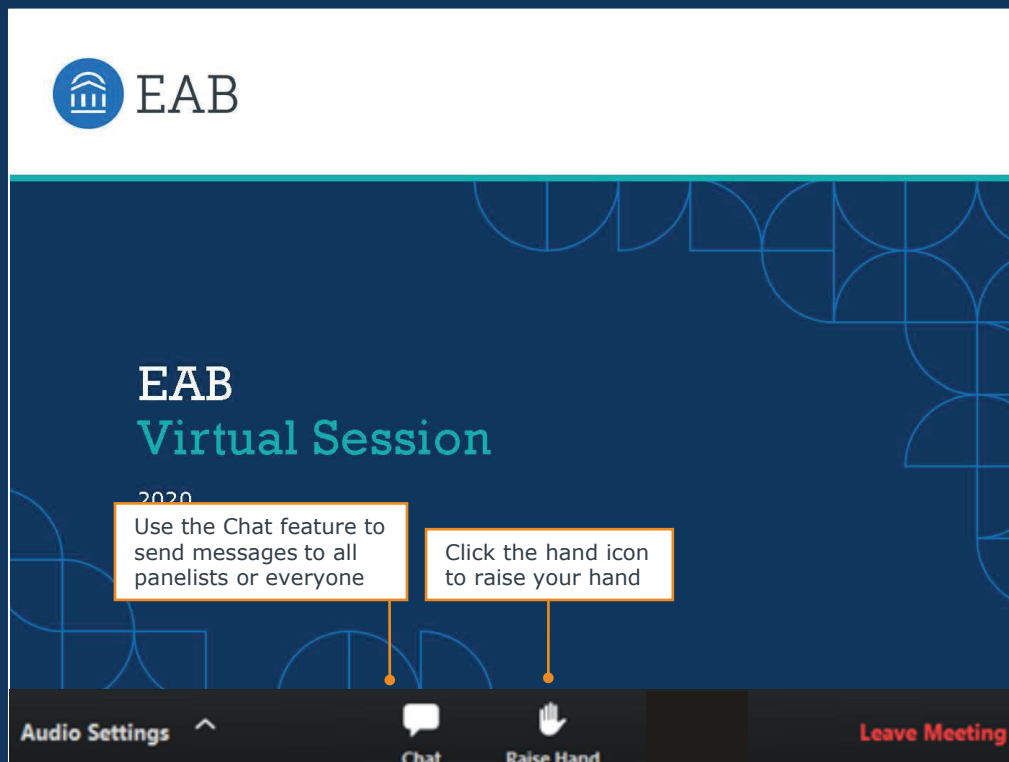 EAB
EAB
Virtual Session
2020
Use the Chat feature to
send messages to all
panelists or everyone
Click the hand icon
to raise your hand
Audio Settings
Chat
Raise Hand
Leave Meeting